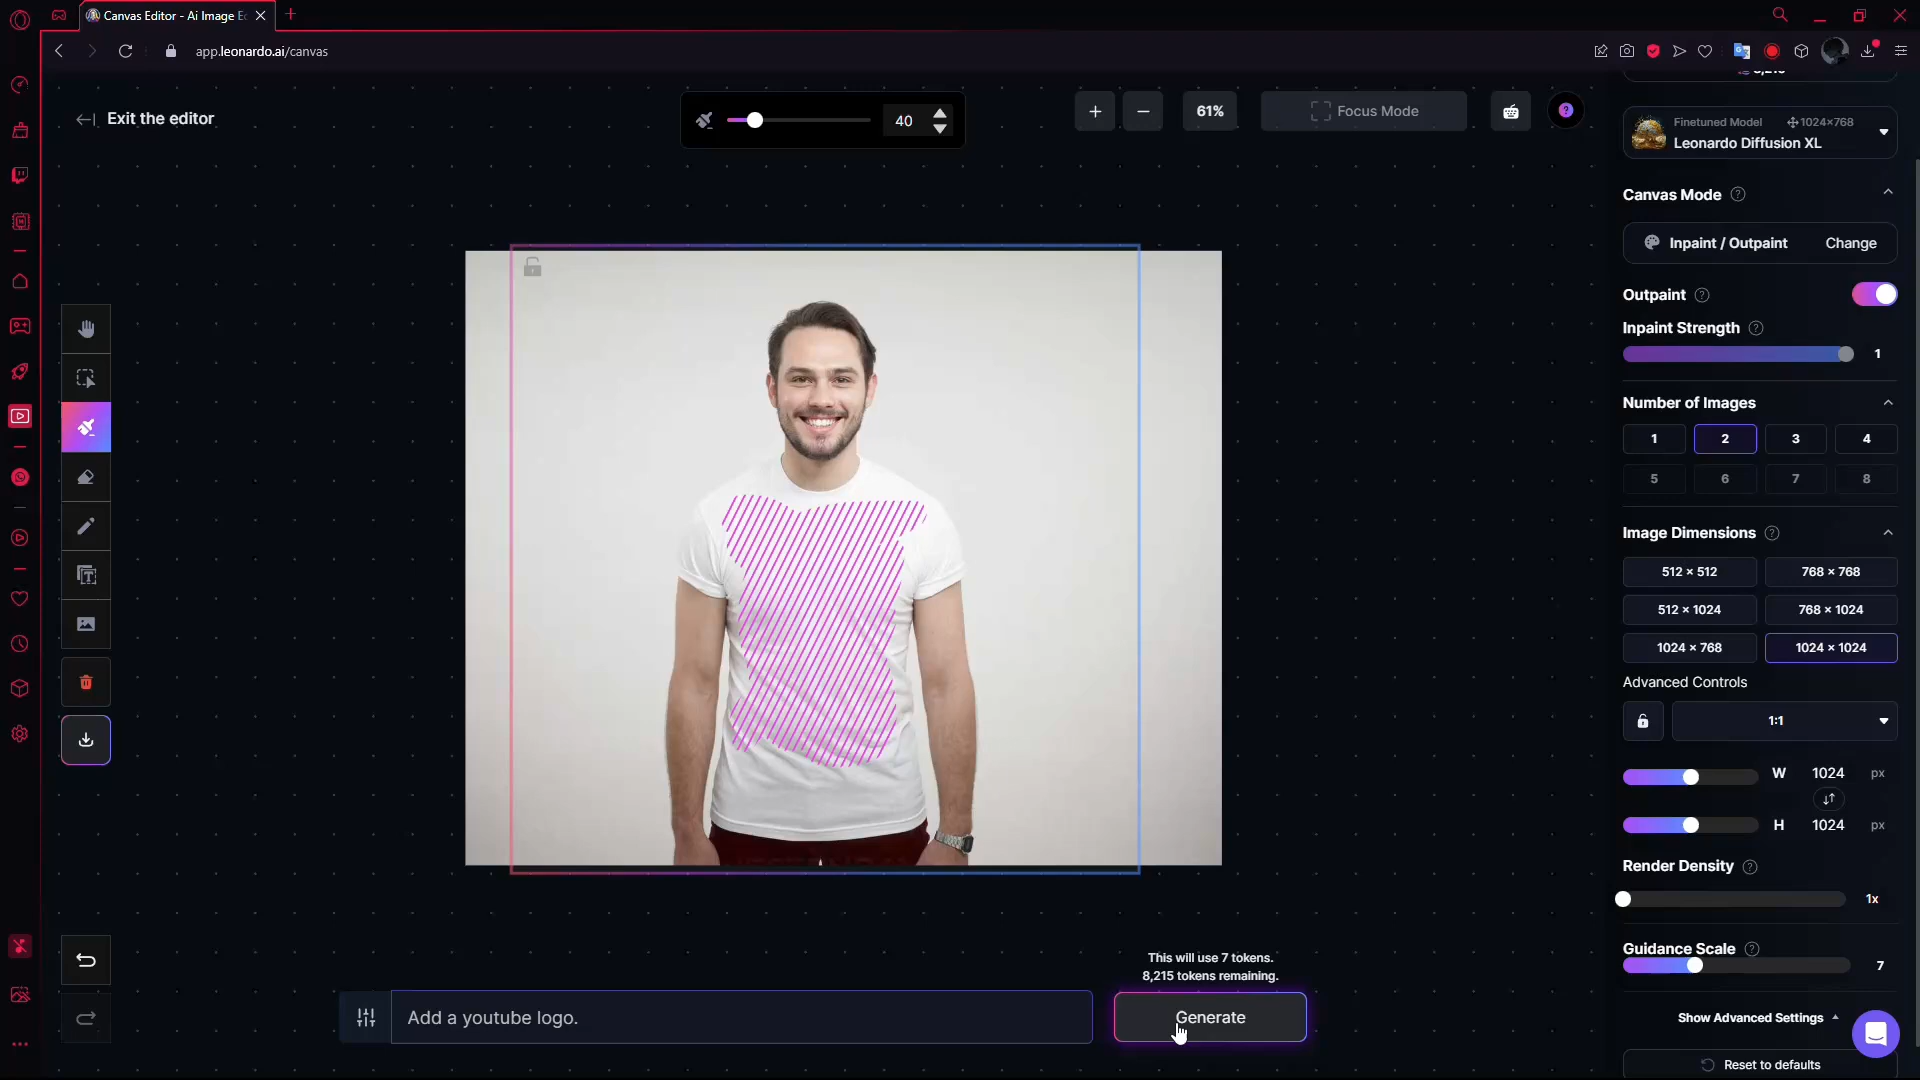 Canvas Editor - Ai Image Ec
app.leonardo.ai/canvas
Exit the editor
40
61%
Focus Mode
Finetuned Model
1024×768
Leonardo Diffusion XL
Canvas Mode
Inpaint / Outpaint
Change
Outpaint
Inpaint Strength
1
Number of Images
1
2
3
4
5
6
7
8
Image Dimensions
512 × 512
768 × 768
512 × 1024
768 × 1024
1024 × 768
1024 × 1024
Advanced Controls
1:1
W
1024
px
H
1024
px
Render Density
1x
Guidance Scale
7
This will use 7 tokens.
8,215 tokens remaining.
Add a youtube logo.
Generate
Show Advanced Settings
Reset to defaults